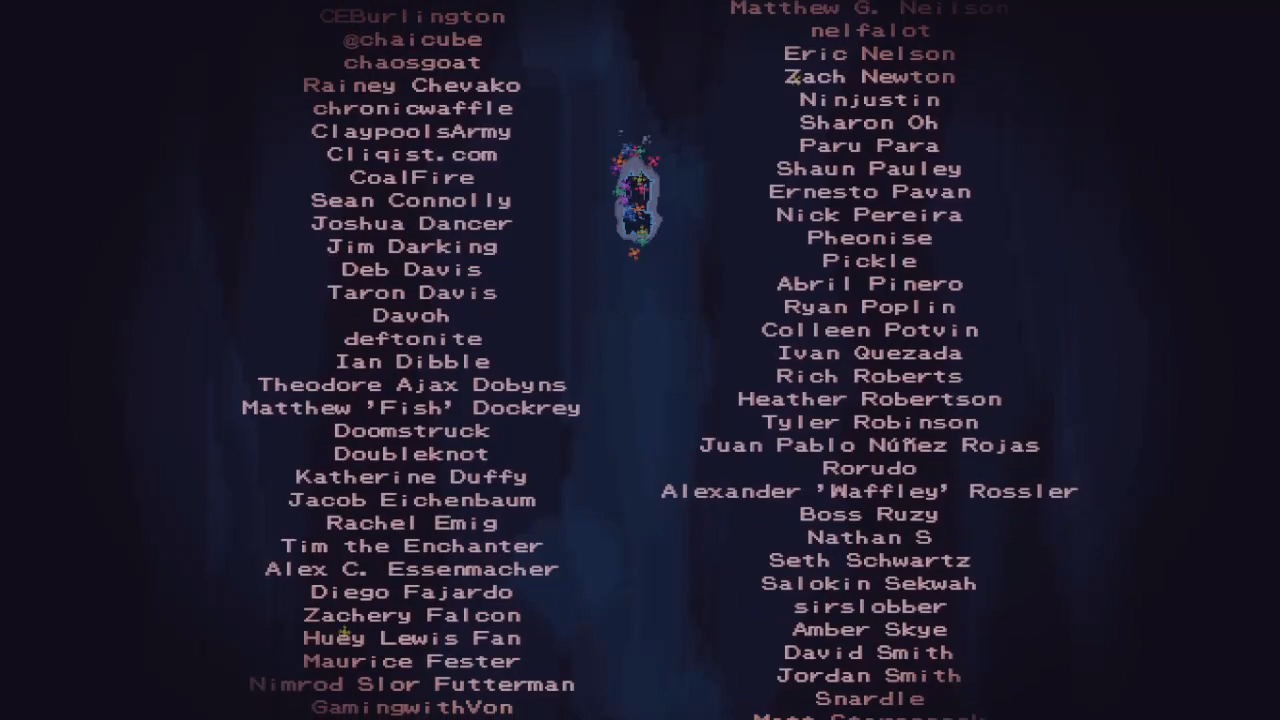 CEBurlington
@chaicube
chaosgoat
Rainey Chevako
chronicwaffle
ClaypoolsArmy
Cliqist.com
CoalFire
Sean Connolly
Joshua Dancer
Jim Darking
Deb Davis
Taron Davis
Davoh
deftonite
Ian Dibble
Theodore Ajax Dobyns
Matthew 'Fish' Dockrey
Doomstruck
Doubleknot
Katherine Duffy
Jacob Eichenbaum
Rachel Emig
Tim the Enchanter
Alex C. Essenmacher
Diego Fajardo
Zachery Falcon
Huey Lewis Fan
Maurice Fester
Nimrod Slor Futterman
GamingwithVon
Matthew G. Neilson
nelfalot
Eric Nelson
Zach Newton
Ninjustin
Sharon Oh
Paru Para
Shaun Pauley
Ernesto Pavan
Nick Pereira
Pheonise
Pickle
Abril Pinero
Ryan Poplin
Colleen Potvin
Ivan Quezada
Rich Roberts
Heather Robertson
Tyler Robinson
Juan Pablo Núñez Rojas
Rorudo
Alexander 'Waffley' Rossler
Boss Ruzy
Nathan S
Seth Schwartz
Salokin Sekwah
sirslobber
Amber Skye
David Smith
Jordan Smith
Snardle